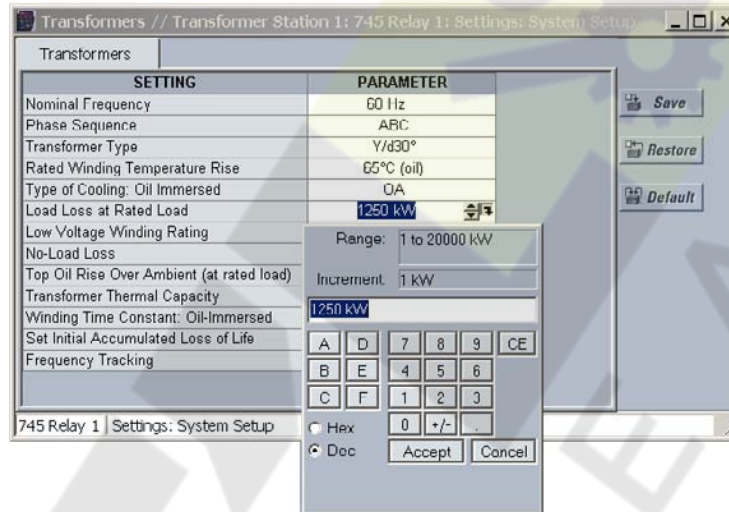 Transformers // Transformer Station 1: 745 Relay 1: Settings: System Setup
Transformers
SETTING PARAMETER
Nominal Frequency 60 Hz
Phase Sequence ABC
Transformer Type Y/d30°
Rated Winding Temperature Rise 65°C (oil)
Type of Cooling: Oil Immersed OA
Load Loss at Rated Load 1250 kW
Low Voltage Winding Rating
No-Load Loss
Top Oil Rise Over Ambient (at rated load)
Transformer Thermal Capacity
Winding Time Constant: Oil-Immersed
Set Initial Accumulated Loss of Life
Frequency Tracking
Save
Restore
Default
Range: 1 to 20000 kW
Increment: 1 kW
1250 kW
A D 7 8 9 CE
B E 4 5 6
C F 1 2 3
Hex 0 +/- .
Dec Accept Cancel
745 Relay 1 Settings: System Setup